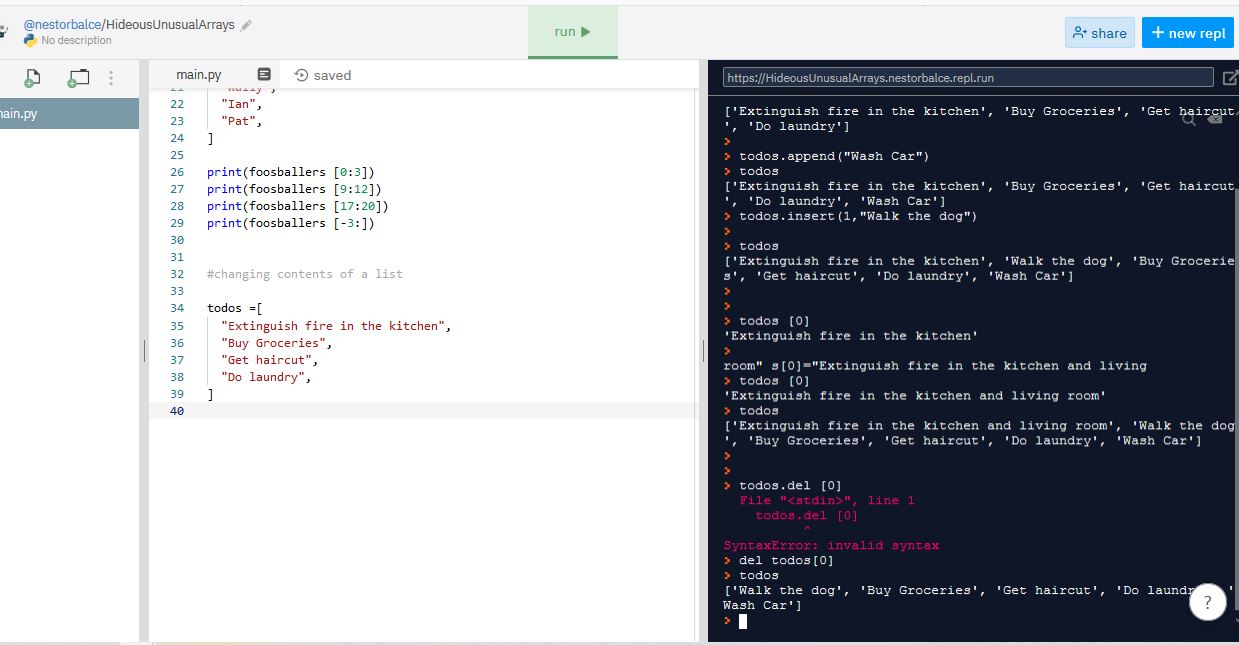 @nestorbalce/HideousUnusualArrays
No description
run
share
+ new repl
main.py
saved
https://HideousUnusualArrays.nestorbalce.repl.run
ain.py
21 "Wally",
22 "Ian",
23 "Pat",
24 ]
25
26 print(foosballers [0:3])
27 print(foosballers [9:12])
28 print(foosballers [17:20])
29 print(foosballers [-3:])
30
31
32 #changing contents of a list
33
34 todos =[
35 "Extinguish fire in the kitchen",
36 "Buy Groceries",
37 "Get haircut",
38 "Do laundry",
39 ]
40
['Extinguish fire in the kitchen', 'Buy Groceries', 'Get haircut
', 'Do laundry']
>
> todos.append("Wash Car")
> todos
['Extinguish fire in the kitchen', 'Buy Groceries', 'Get haircut
', 'Do laundry', 'Wash Car']
> todos.insert(1,"Walk the dog")
>
> todos
['Extinguish fire in the kitchen', 'Walk the dog', 'Buy Grocerie
s', 'Get haircut', 'Do laundry', 'Wash Car']
>
>
> todos [0]
'Extinguish fire in the kitchen'
>
room" s[0]="Extinguish fire in the kitchen and living
> todos [0]
'Extinguish fire in the kitchen and living room'
> todos
['Extinguish fire in the kitchen and living room', 'Walk the dog
', 'Buy Groceries', 'Get haircut', 'Do laundry', 'Wash Car']
>
>
> todos.del [0]
File "<stdin>", line 1
todos.del [0]
^
SyntaxError: invalid syntax
> del todos[0]
> todos
['Walk the dog', 'Buy Groceries', 'Get haircut', 'Do laundr '
Wash Car']
>
?